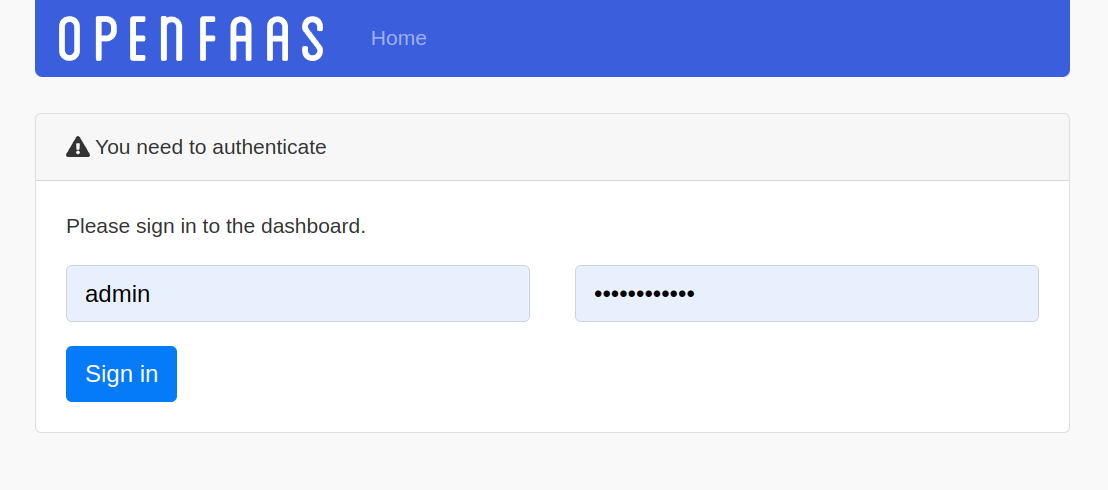 OPENFAAS Home
You need to authenticate
Please sign in to the dashboard.
admin ••••••••••••
Sign in